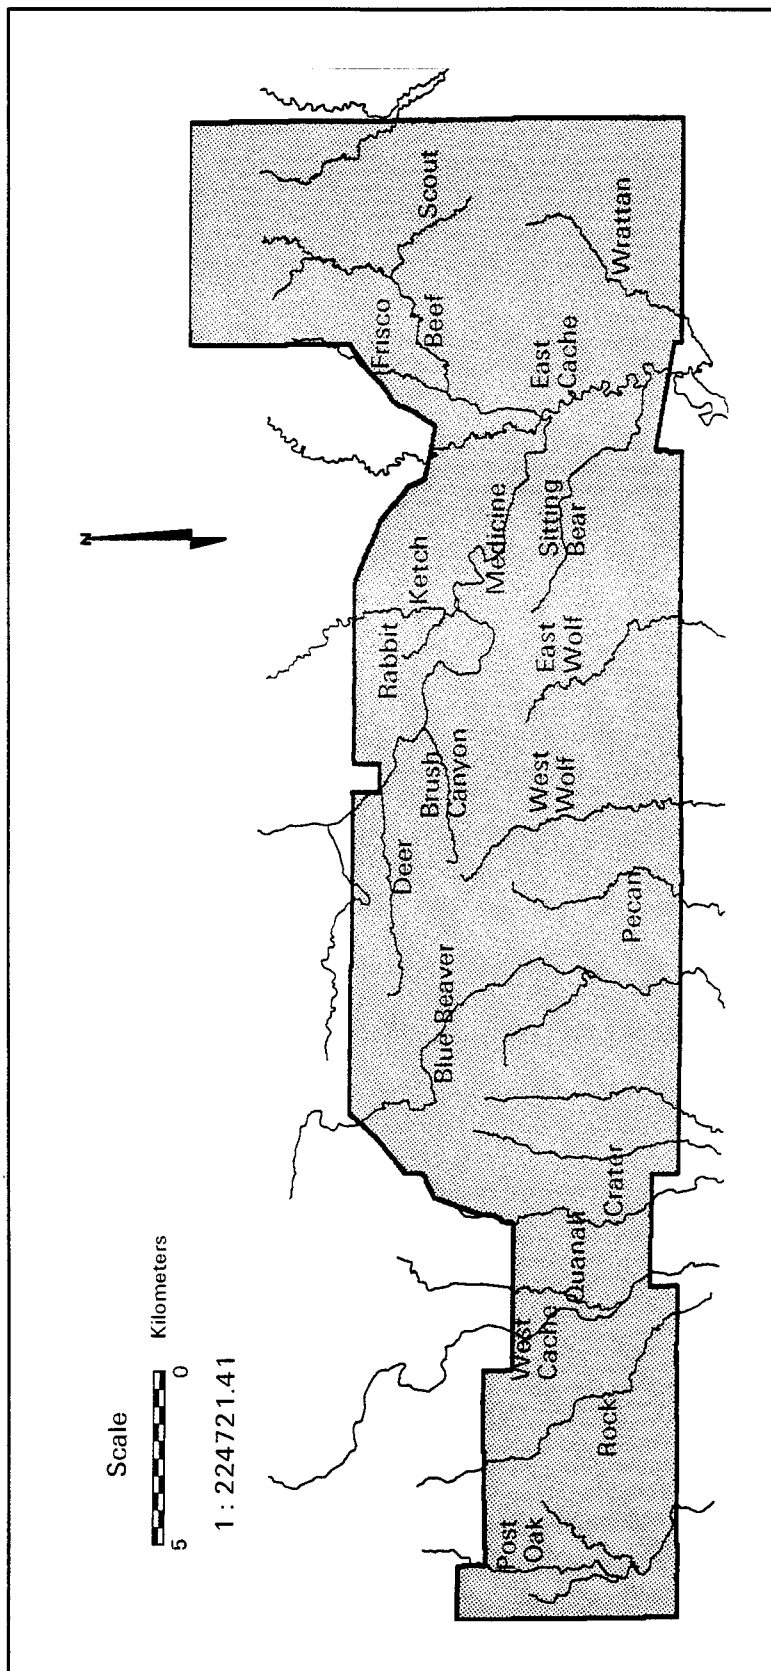 Scale
5 0 Kilometers
1 : 224721.41
N
Post
Oak
Rock
West
Cache
Quanah
Crater
Blue Beaver
Deer
Pecan
Brush
Canyon
West
Wolf
Rabbit
Ketch
East
Wolf
Medicine
Sitting
Bear
Frisco
Beef
East
Cache
Scout
Wrattan